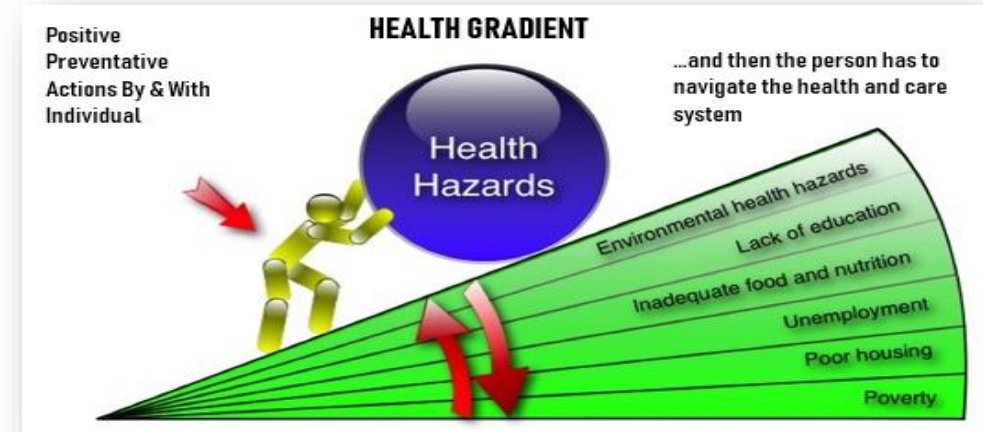 HEALTH GRADIENT
Positive
Preventative
Actions By & With
Individual
...and then the person has to
navigate the health and care
system
Health
Hazards
Environmental health hazards
Lack of education
Inadequate food and nutrition
Unemployment
Poor housing
Poverty